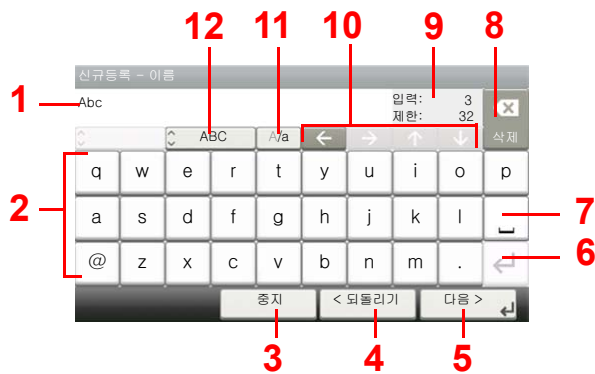 12 11 10 9 8
신규등록 - 이름
1 Abc 입력: 3
제한: 32
ABC A/a ← → ↑ ↓ 삭제
q w e r t y u i o p
2
a s d f g h j k l ␣ 7
@ z x c v b n m . ↵ 6
중지 < 되돌리기 다음 > ↵
3 4 5